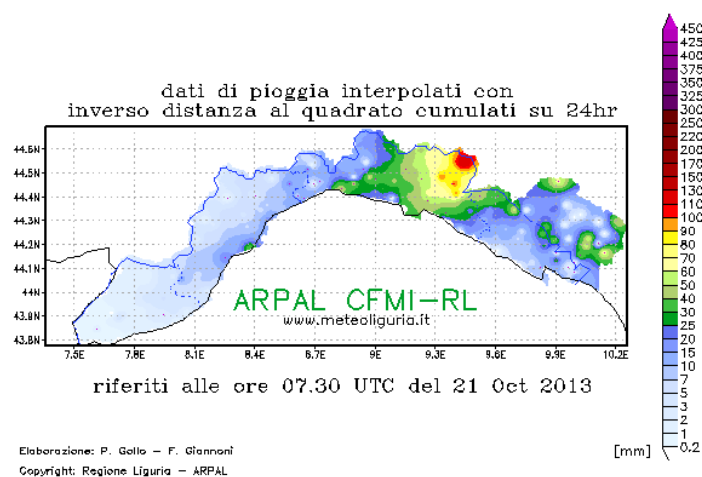 dati di pioggia interpolati con
inverso distanza al quadrato cumulati su 24hr
44.5N
44.4N
44.3N
44.2N
44.1N
44N
43.9N
43.8N
7.5E 7.8E 8.1E 8.4E 8.7E 9E 9.3E 9.6E 9.9E 10.2E
ARPAL CFMI-RL
www.meteoliguria.it
riferiti alle ore 07.30 UTC del 21 Oct 2013
450
425
400
375
350
325
300
250
200
170
150
130
110
100
90
80
70
60
50
40
30
25
20
15
10
7
5
3
2
1
0.2
[mm]
Elaborazione: P. Gollo - F. Giannoni
Copyright: Regione Liguria - ARPAL